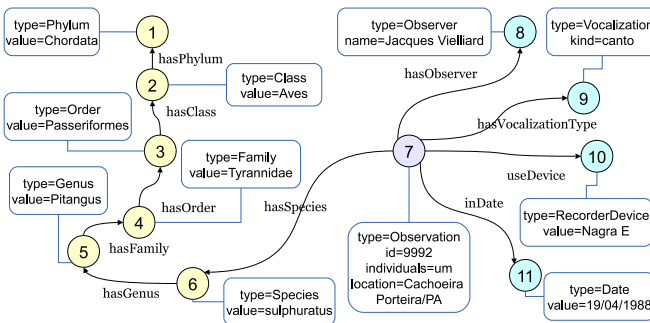 type=Phylum
value=Chordata
1
hasPhylum
2
type=Class
value=Aves
hasClass
type=Order
value=Passeriformes
3
type=Family
value=Tyrannidae
hasOrder
type=Genus
value=Pitangus
4
hasFamily
5
hasGenus
6
type=Species
value=sulphuratus
hasSpecies
7
type=Observation
id=9992
individuals=um
location=Cachoeira
Porteira/PA
type=Observer
name=Jacques Vielliard
8
hasObserver
type=Vocalization
kind=canto
9
hasVocalizationType
10
useDevice
type=RecorderDevice
value=Nagra E
inDate
11
type=Date
value=19/04/1988